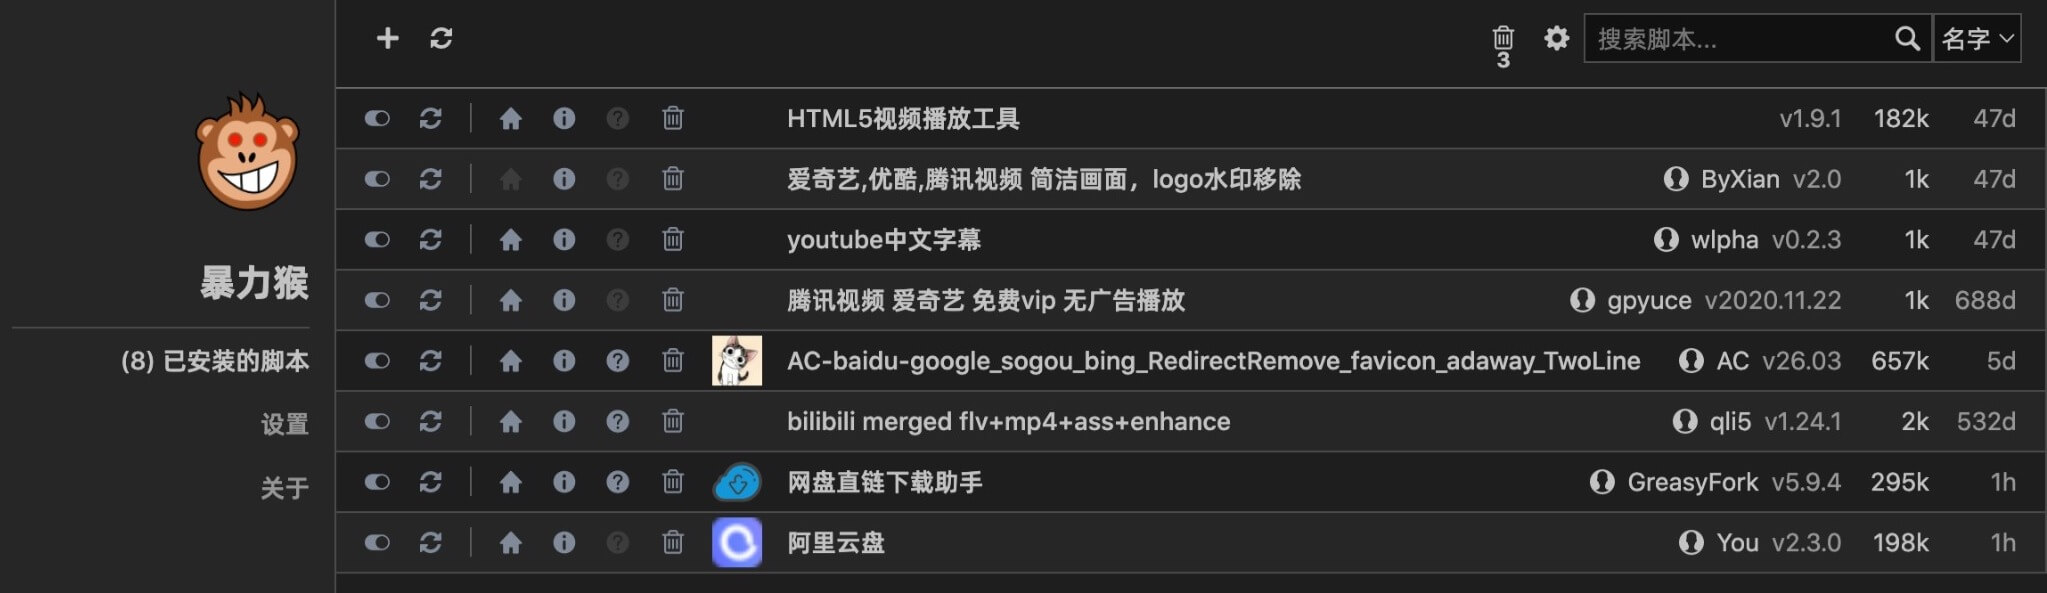 3
搜索脚本...
名字
暴力猴
(8) 已安装的脚本
设置
关于
HTML5视频播放工具 v1.9.1 182k 47d
爱奇艺,优酷,腾讯视频 简洁画面，logo水印移除 ByXian v2.0 1k 47d
youtube中文字幕 wlpha v0.2.3 1k 47d
腾讯视频 爱奇艺 免费vip 无广告播放 gpyuce v2020.11.22 1k 688d
AC-baidu-google_sogou_bing_RedirectRemove_favicon_adaway_TwoLine AC v26.03 657k 5d
bilibili merged flv+mp4+ass+enhance qli5 v1.24.1 2k 532d
网盘直链下载助手 GreasyFork v5.9.4 295k 1h
阿里云盘 You v2.3.0 198k 1h